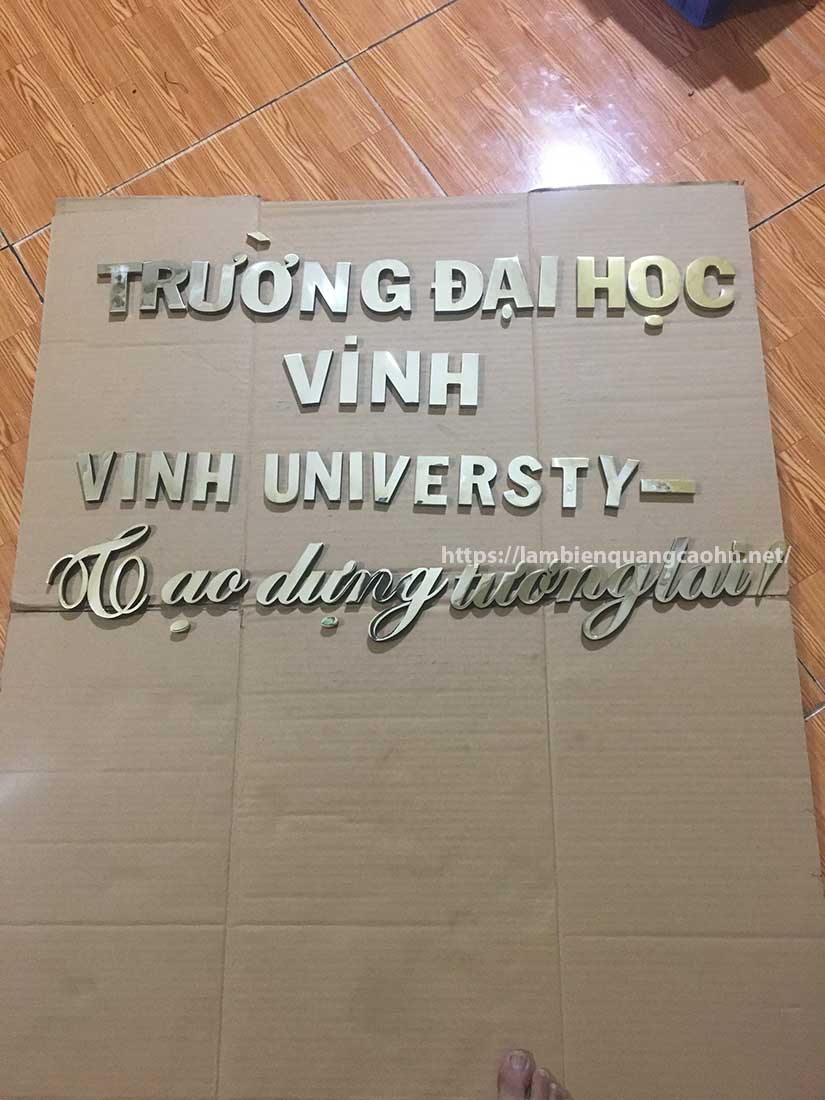 TRƯỜNG ĐẠI HỌC
VINH
VINH UNIVERSTY-
Tạo dựng tương lai
https://lambienquangcaohn.net/